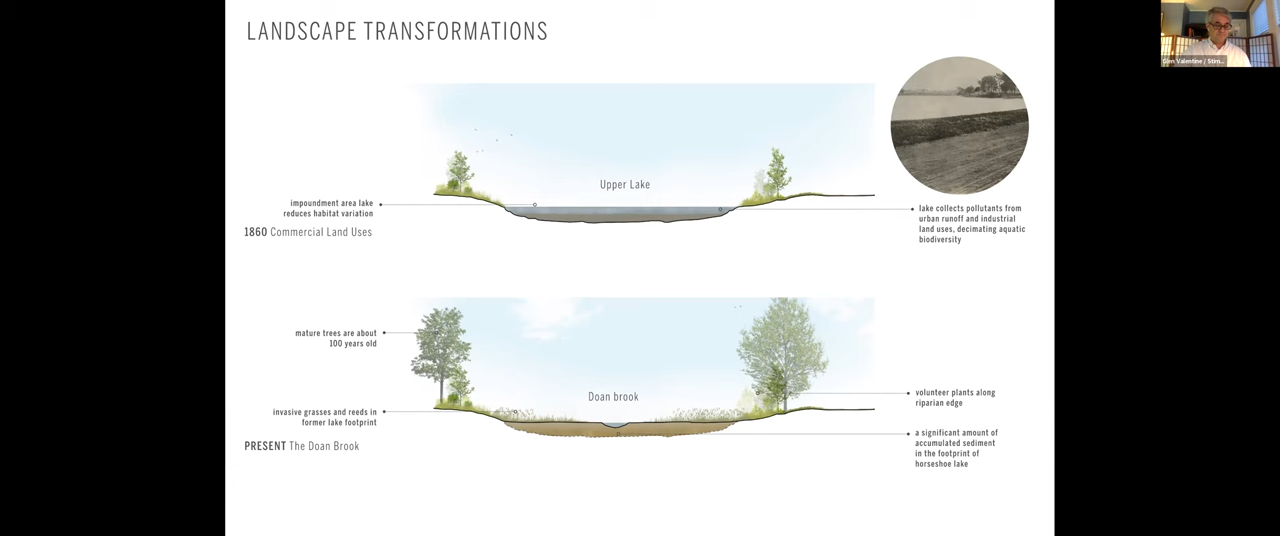 LANDSCAPE TRANSFORMATIONS
Glen Valentine / Stim...
Upper Lake
impoundment area lake
reduces habitat variation
1860 Commercial Land Uses
lake collects pollutants from
urban runoff and industrial
land uses, decimating aquatic
biodiversity
mature trees are about
100 years old
Doan brook
volunteer plants along
riparian edge
invasive grasses and reeds in
former lake footprint
a significant amount of
accumulated sediment
in the footprint of
horseshoe lake
PRESENT The Doan Brook